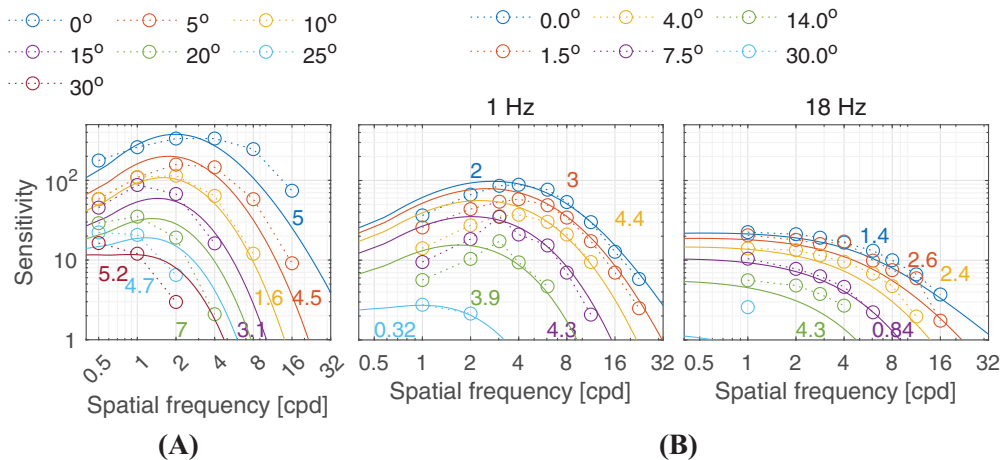 0° 5° 10°
15° 20° 25°
30°
0.0° 4.0° 14.0°
1.5° 7.5° 30.0°
1 Hz
18 Hz
Sensitivity
10²
10
1
5
5.2
4.7
1.6
4.5
7
3.1
0.5 1 2 4 8 16 32
Spatial frequency [cpd]
(A)
2
3
4.4
3.9
0.32
4.3
0.5 1 2 4 8 16 32
Spatial frequency [cpd]
1.4
2.6
2.4
4.3
0.84
0.5 1 2 4 8 16 32
Spatial frequency [cpd]
(B)